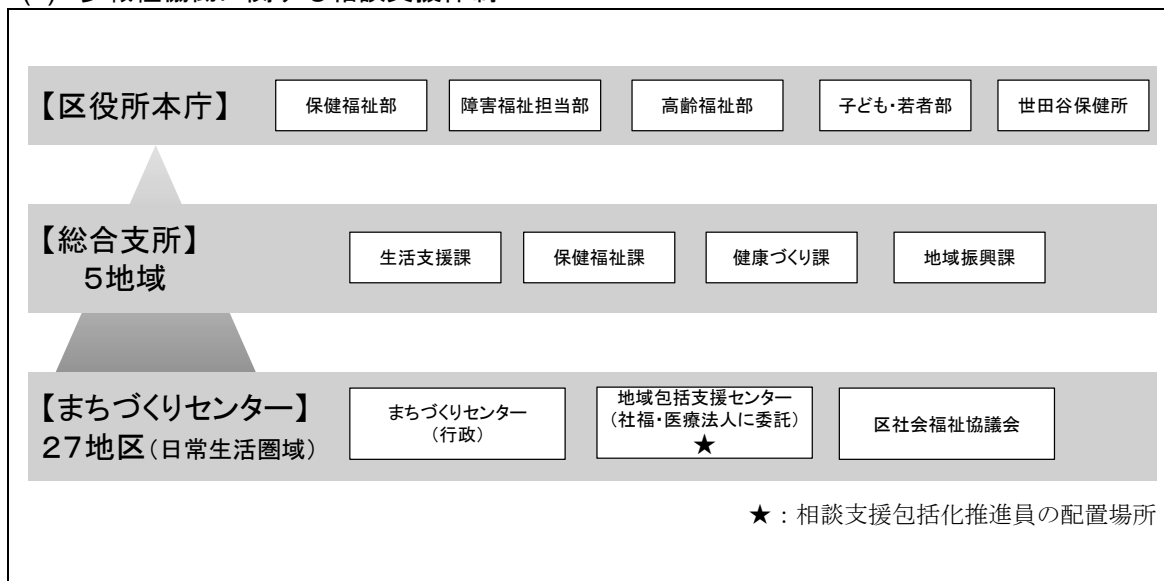 【区役所本庁】
保健福祉部
障害福祉担当部
高齢福祉部
子ども・若者部
世田谷保健所
【総合支所】
5地域
生活支援課
保健福祉課
健康づくり課
地域振興課
【まちづくりセンター】
27地区(日常生活圏域)
まちづくりセンター
(行政)
地域包括支援センター
(社福・医療法人に委託)
★
区社会福祉協議会
★：相談支援包括化推進員の配置場所